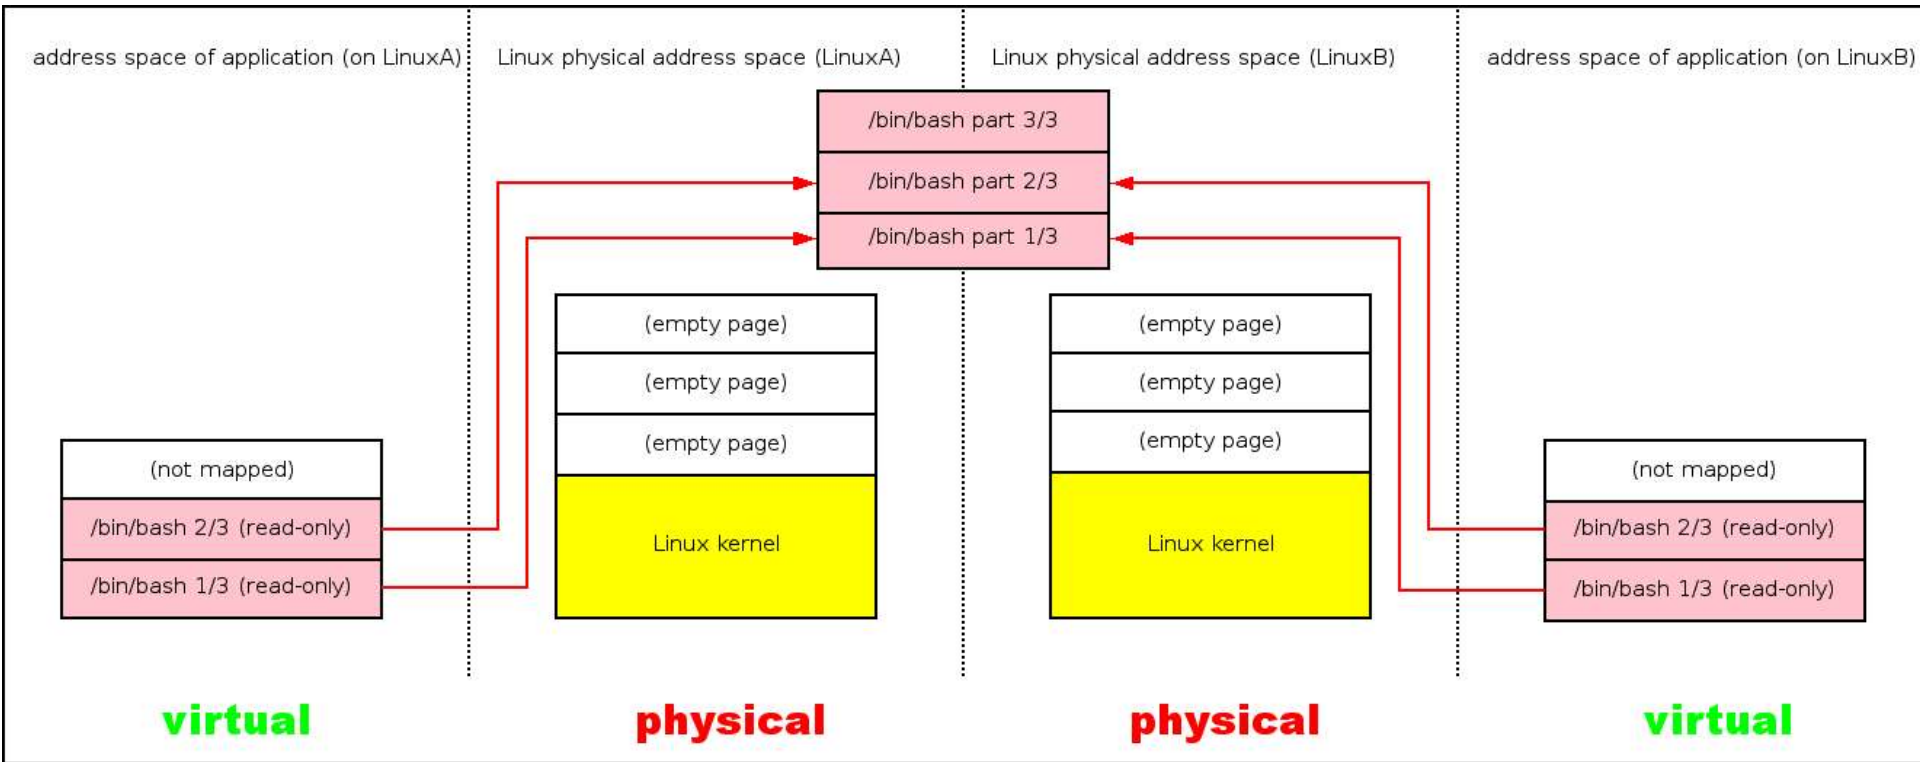 address space of application (on LinuxA)
Linux physical address space (LinuxA)
Linux physical address space (LinuxB)
address space of application (on LinuxB)
/bin/bash part 3/3
/bin/bash part 2/3
/bin/bash part 1/3
(not mapped)
/bin/bash 2/3 (read-only)
/bin/bash 1/3 (read-only)
(empty page)
(empty page)
(empty page)
Linux kernel
(empty page)
(empty page)
(empty page)
Linux kernel
(not mapped)
/bin/bash 2/3 (read-only)
/bin/bash 1/3 (read-only)
virtual
physical
physical
virtual